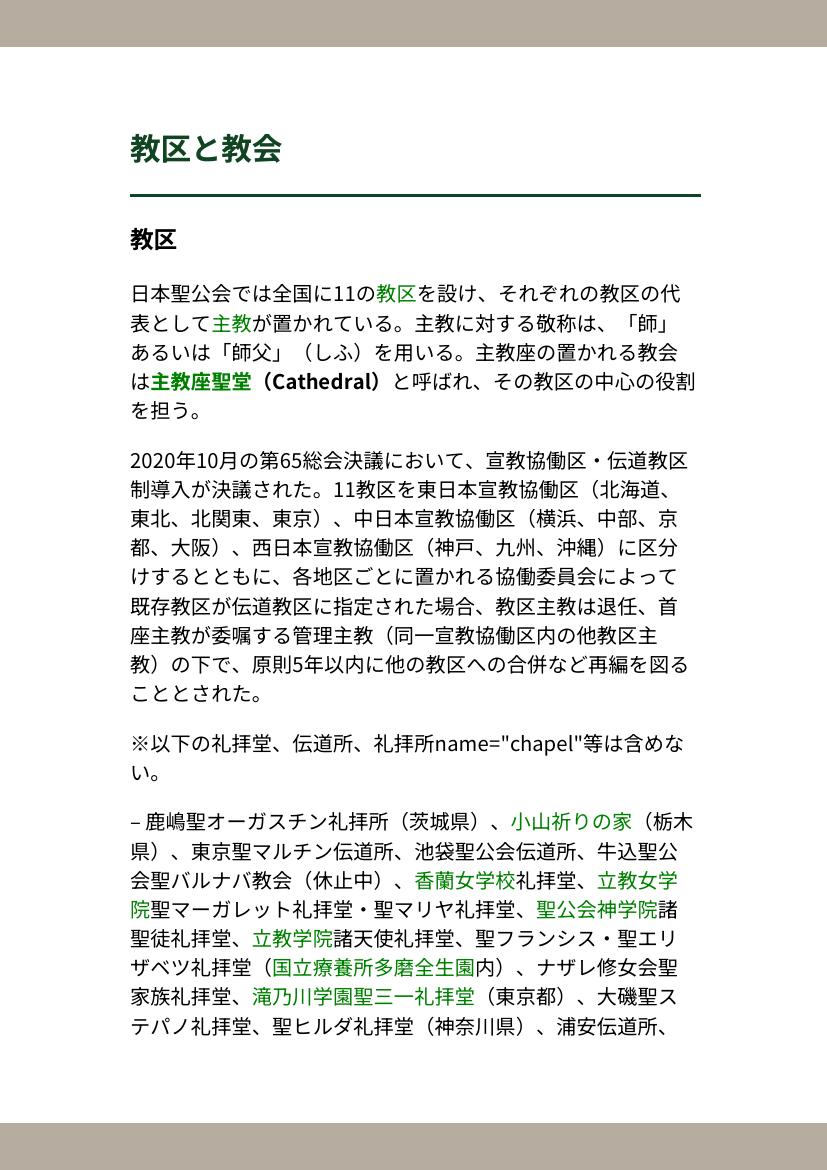 教区と教会
教区
日本聖公会では全国に11の教区を設け、それぞれの教区の代
表として主教が置かれている。主教に対する敬称は、「師」
あるいは「師父」（しふ）を用いる。主教座の置かれる教会
は主教座聖堂（Cathedral）と呼ばれ、その教区の中心の役割
を担う。
2020年10月の第65総会決議において、宣教協働区・伝道教区
制導入が決議された。11教区を東日本宣教協働区（北海道、
東北、北関東、東京）、中日本宣教協働区（横浜、中部、京
都、大阪）、西日本宣教協働区（神戸、九州、沖縄）に区分
けするとともに、各地区ごとに置かれる協働委員会によって
既存教区が伝道教区に指定された場合、教区主教は退任、首
座主教が委嘱する管理主教（同一宣教協働区内の他教区主
教）の下で、原則5年以内に他の教区への合併など再編を図る
こととされた。
※以下の礼拝堂、伝道所、礼拝所name="chapel"等は含めな
い。
– 鹿嶋聖オーガスチン礼拝所（茨城県）、小山祈りの家（栃木
県）、東京聖マルチン伝道所、池袋聖公会伝道所、牛込聖公
会聖バルナバ教会（休止中）、香蘭女学校礼拝堂、立教女学
院聖マーガレット礼拝堂・聖マリヤ礼拝堂、聖公会神学院諸
聖徒礼拝堂、立教学院諸天使礼拝堂、聖フランシス・聖エリ
ザベツ礼拝堂（国立療養所多磨全生園内）、ナザレ修女会聖
家族礼拝堂、滝乃川学園聖三一礼拝堂（東京都）、大磯聖ス
テパノ礼拝堂、聖ヒルダ礼拝堂（神奈川県）、浦安伝道所、